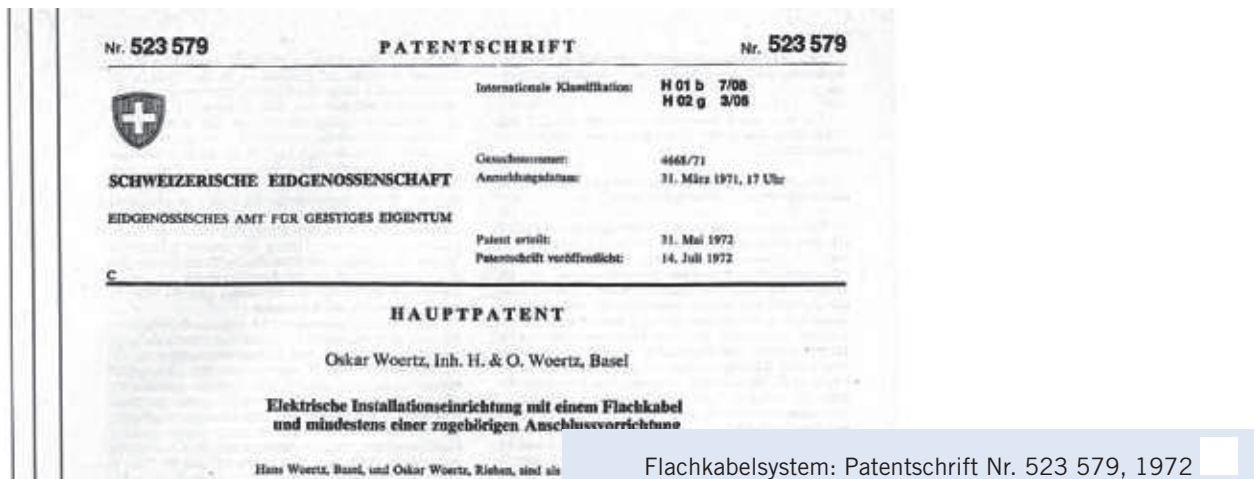 Nr. 523 579 PATENTSCHRIFT Nr. 523 579
Internationale Klassifikation: H 01 b 7/08
H 02 g 3/08
Gesuchsnummer: 4668/71
SCHWEIZERISCHE EIDGENOSSENSCHAFT Anmeldungsdatum: 31. März 1971, 17 Uhr
EIDGENÖSSISCHES AMT FÜR GEISTIGES EIGENTUM
Patent erteilt: 31. Mai 1972
Patentschrift veröffentlicht: 14. Juli 1972
C
HAUPTPATENT
Oskar Woertz, Inh. H. & O. Woertz, Basel
Elektrische Installationseinrichtung mit einem Flachkabel
und mindestens einer zugehörigen Anschlussvorrichtung
Hans Woertz, Basel, und Oskar Woertz, Riehen, sind als
Flachkabelsystem: Patentschrift Nr. 523 579, 1972